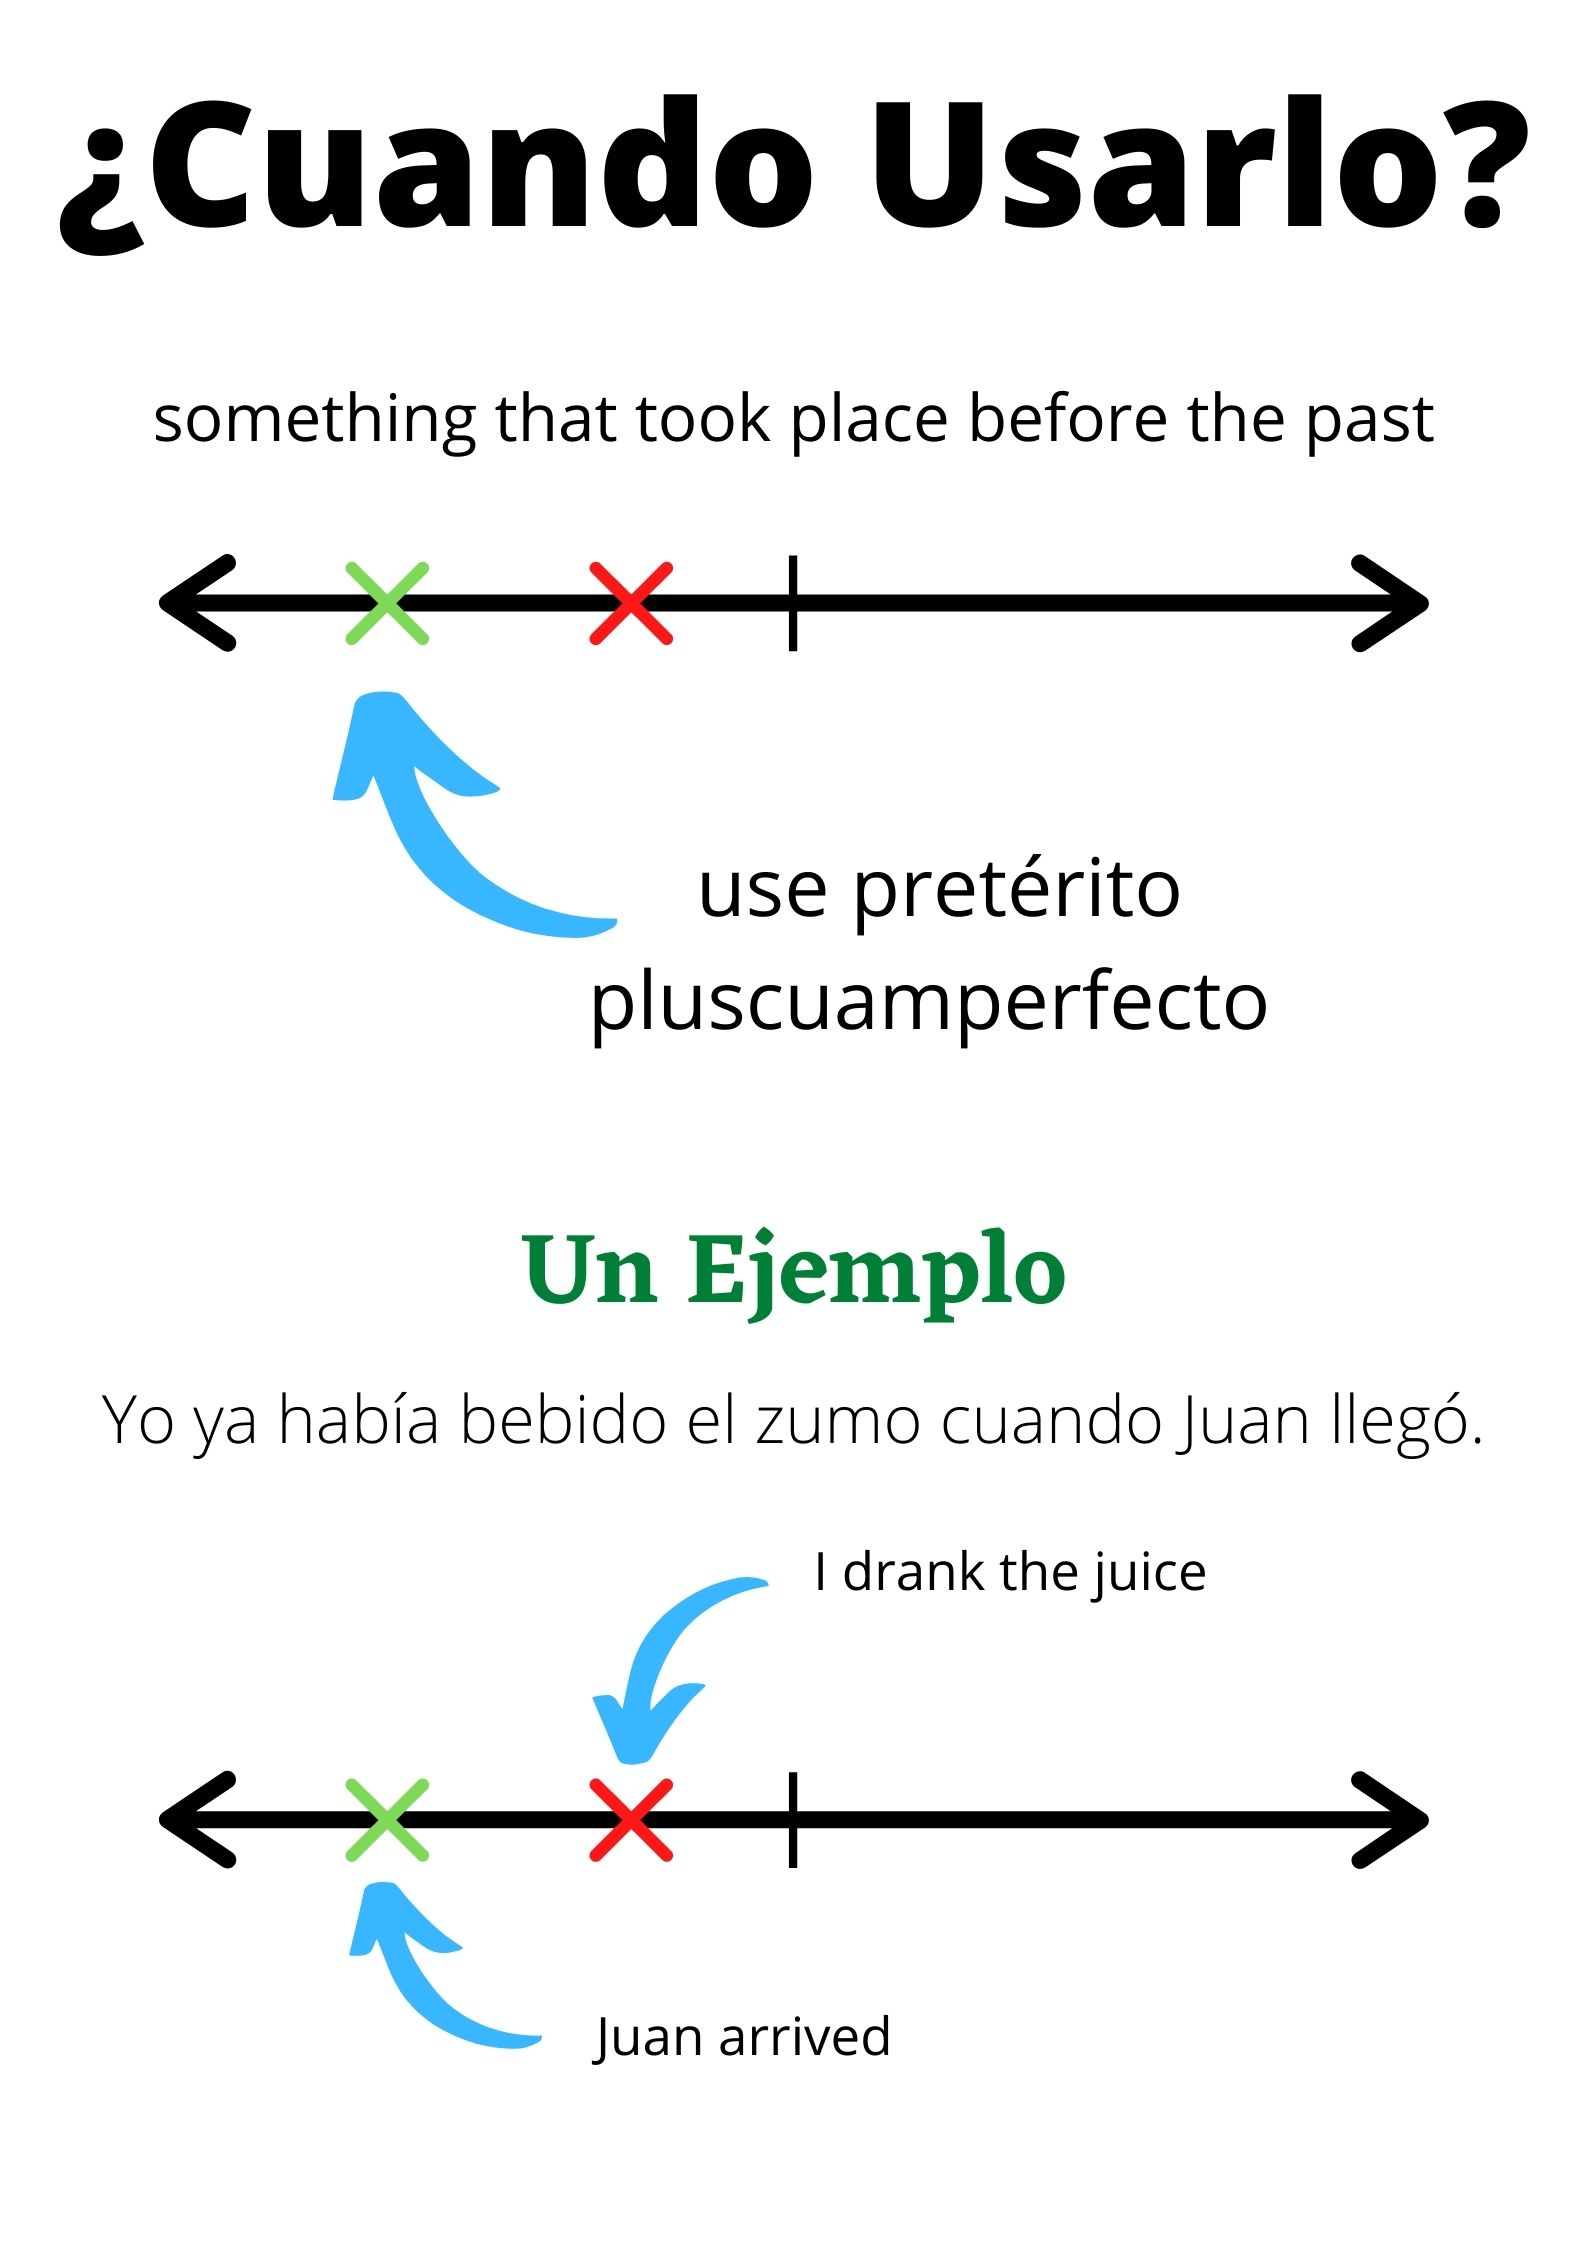 ¿Cuando Usarlo?
something that took place before the past
use pretérito
pluscuamperfecto
Un Ejemplo
Yo ya había bebido el zumo cuando Juan llegó.
I drank the juice
Juan arrived